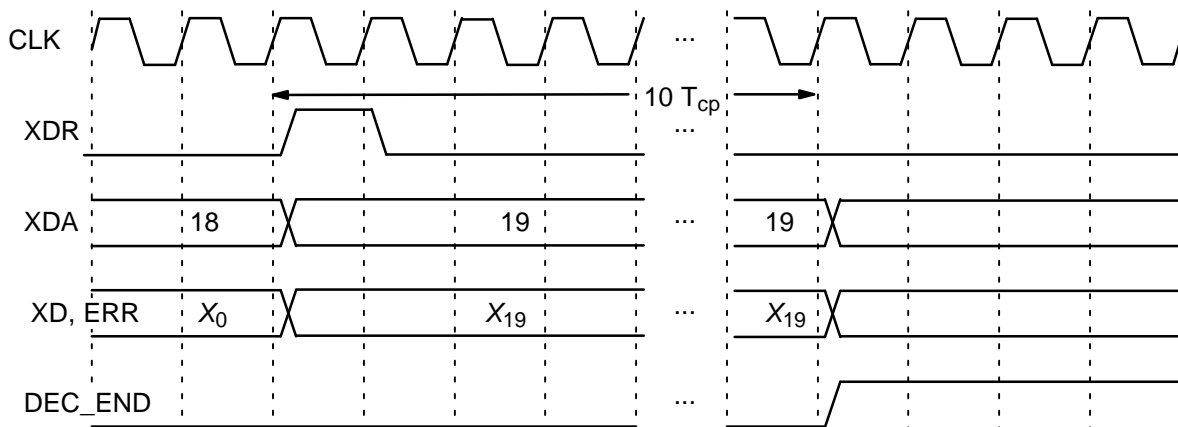 CLK ...
10 T_cp
XDR ...
XDA 18 19 ... 19
XD, ERR X_0 X_19 ... X_19
DEC_END ...